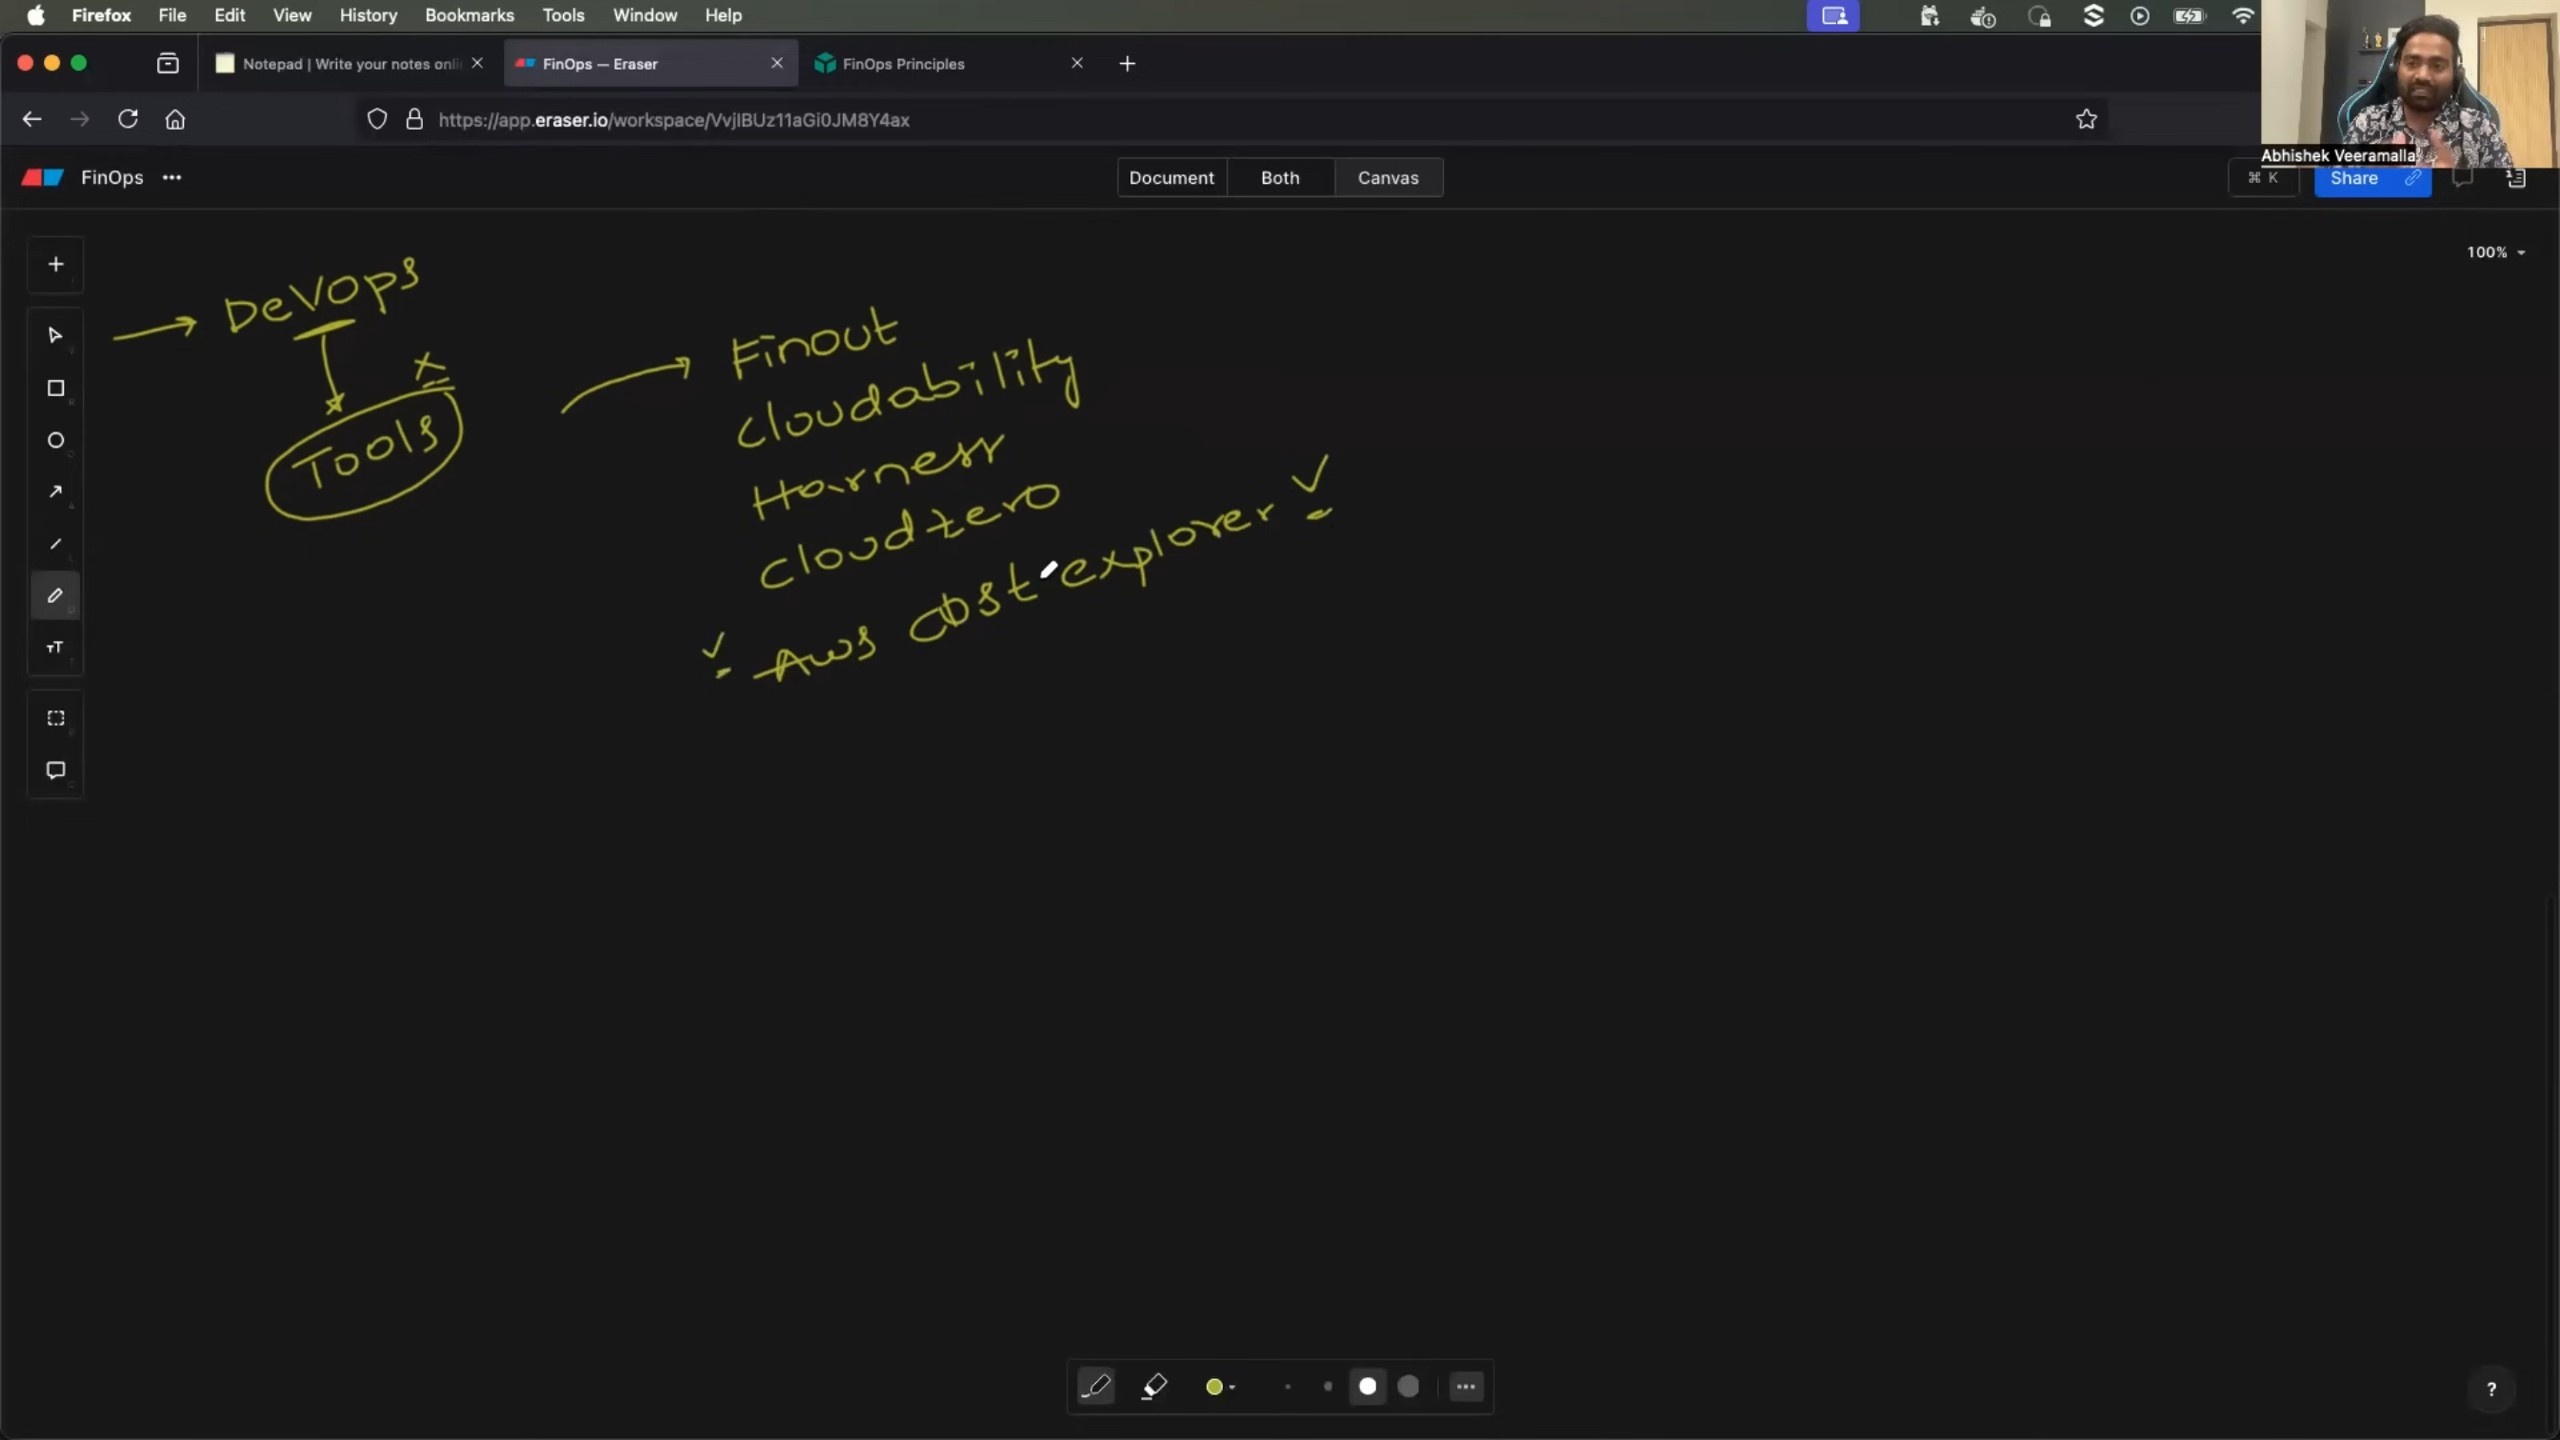 Firefox File Edit View History Bookmarks Tools Window Help
Notepad | Write your notes onli
FinOps — Eraser
FinOps Principles
https://app.eraser.io/workspace/VvjIBUz11aGi0JM8Y4ax
Abhishek Veeramalla
FinOps ...
Document Both Canvas
⌘ K
Share
100%
DevOps
x
Tools
Finout
Cloudability
Harness
Cloudzero
AWS Cost explorer
TT
?